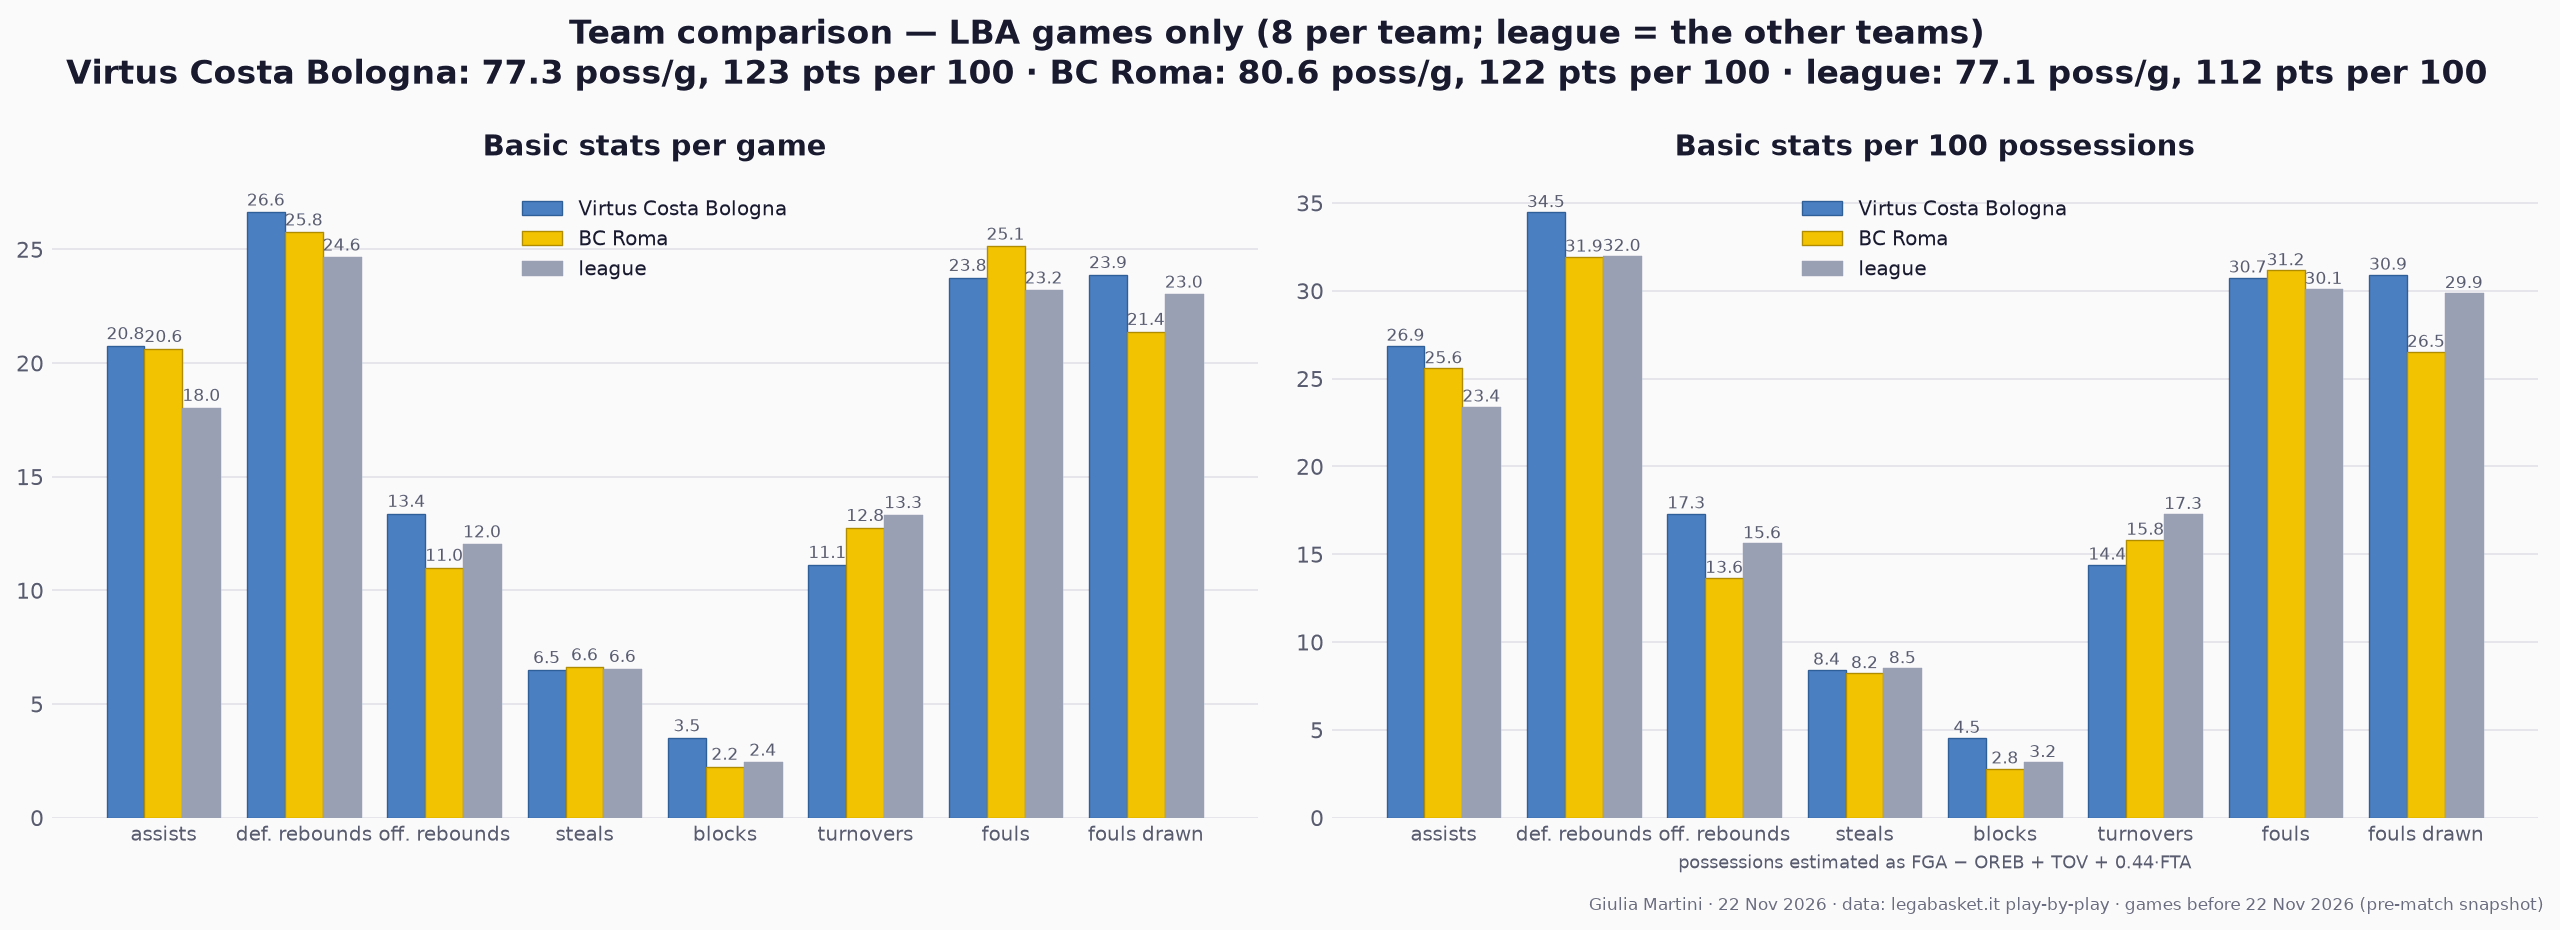 Team comparison — LBA games only (8 per team; league = the other teams)
Virtus Costa Bologna: 77.3 poss/g, 123 pts per 100 · BC Roma: 80.6 poss/g, 122 pts per 100 · league: 77.1 poss/g, 112 pts per 100
Basic stats per game
Virtus Costa Bologna
BC Roma
league
25
20
15
10
5
0
20.8 20.6 18.0
26.6 25.8 24.6
13.4 11.0 12.0
6.5 6.6 6.6
3.5 2.2 2.4
11.1 12.8 13.3
23.8 25.1 23.2
23.9 21.4 23.0
assists def. rebounds off. rebounds steals blocks turnovers fouls fouls drawn
Basic stats per 100 possessions
Virtus Costa Bologna
BC Roma
league
35
30
25
20
15
10
5
0
26.9 25.6 23.4
34.5 31.9 32.0
17.3 13.6 15.6
8.4 8.2 8.5
4.5 2.8 3.2
14.4 15.8 17.3
30.7 31.2 30.1
30.9 26.5 29.9
assists def. rebounds off. rebounds steals blocks turnovers fouls fouls drawn
possessions estimated as FGA − OREB + TOV + 0.44·FTA
Giulia Martini · 22 Nov 2026 · data: legabasket.it play-by-play · games before 22 Nov 2026 (pre-match snapshot)